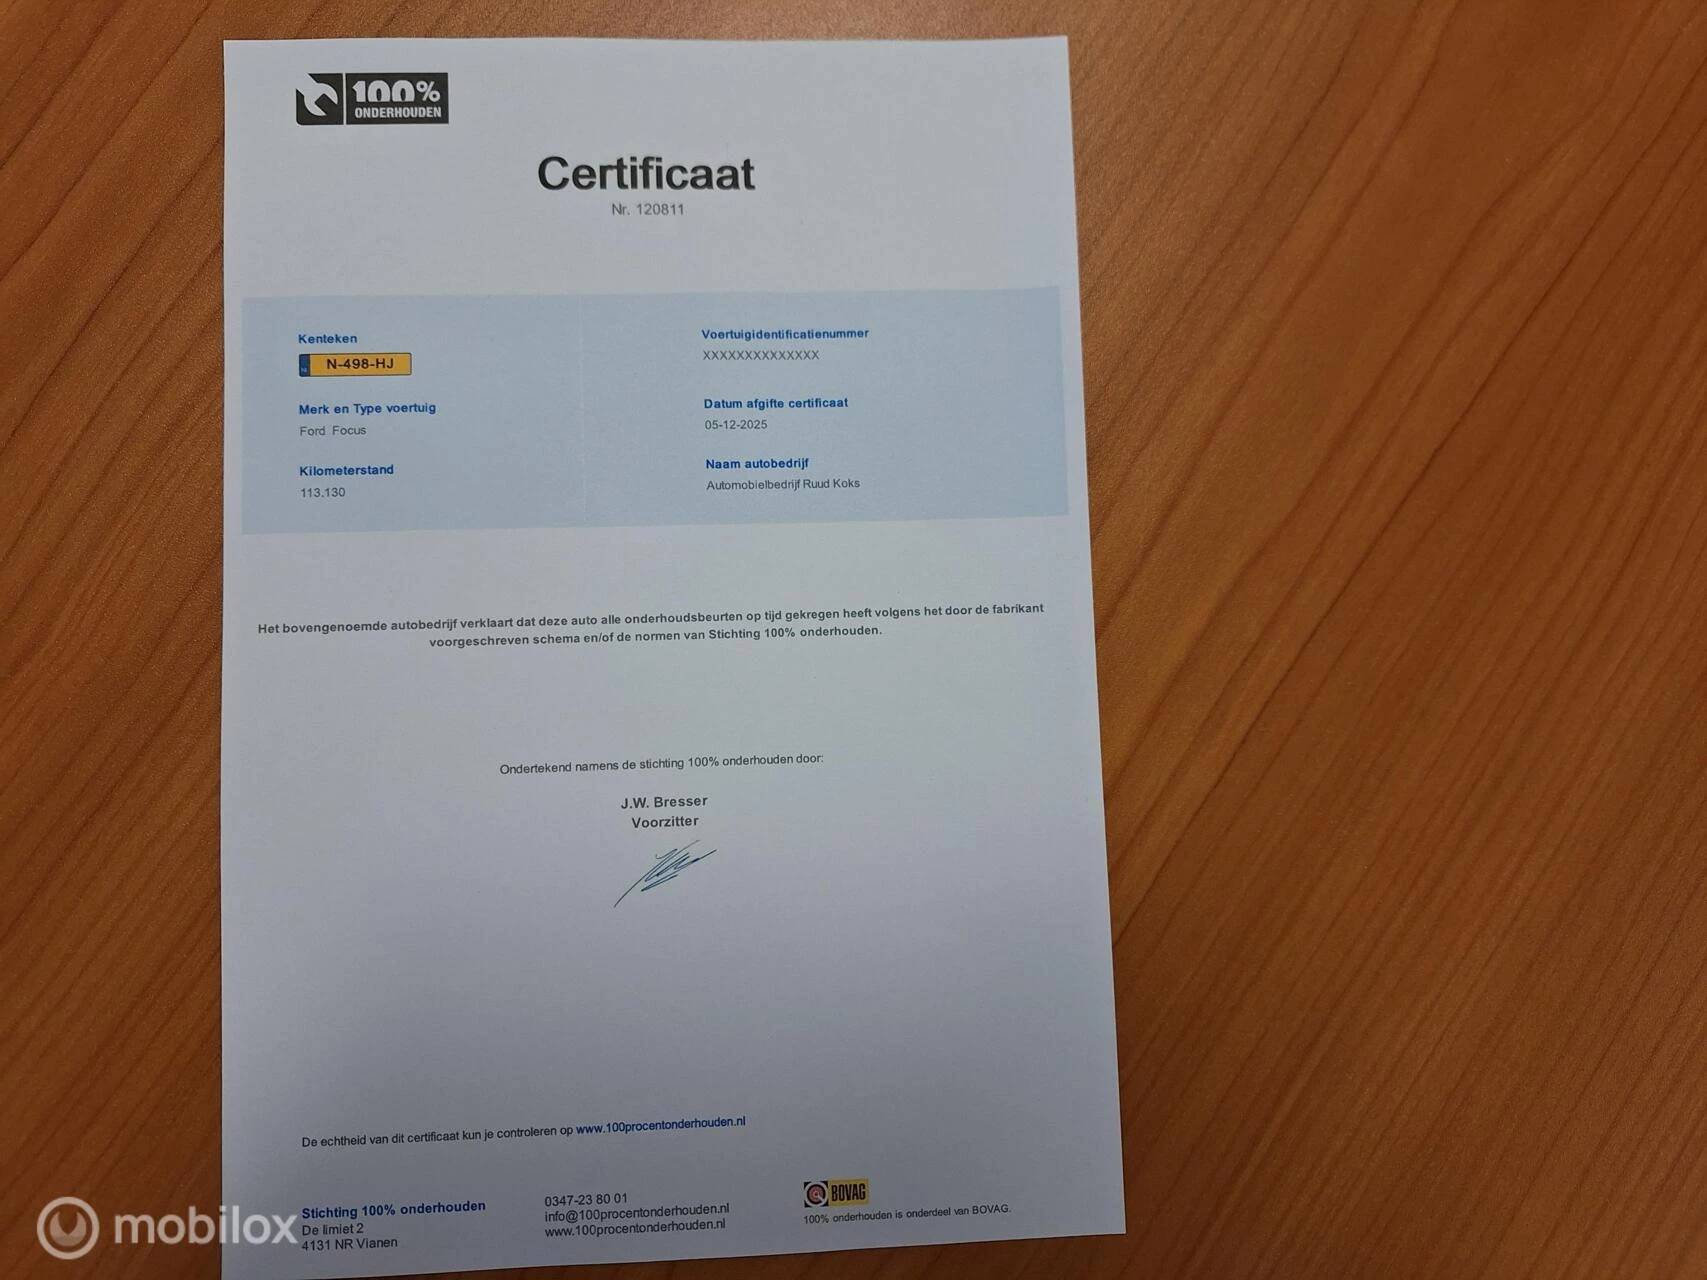 100%
ONDERHOUDEN
Certificaat
Nr. 120811
Kenteken
NL N-498-HJ
Merk en Type voertuig
Ford Focus
Kilometerstand
113.130
Voertuigidentificatienummer
XXXXXXXXXXXXXX
Datum afgifte certificaat
05-12-2025
Naam autobedrijf
Automobielbedrijf Ruud Koks
Het bovengenoemde autobedrijf verklaart dat deze auto alle onderhoudsbeurten op tijd gekregen heeft volgens het door de fabrikant
voorgeschreven schema en/of de normen van Stichting 100% onderhouden.
Ondertekend namens de stichting 100% onderhouden door:
J.W. Bresser
Voorzitter
De echtheid van dit certificaat kun je controleren op www.100procentonderhouden.nl
Stichting 100% onderhouden
De limiet 2
4131 NR Vianen
0347-23 80 01
info@100procentonderhouden.nl
www.100procentonderhouden.nl
BOVAG
100% onderhouden is onderdeel van BOVAG.
mobilox